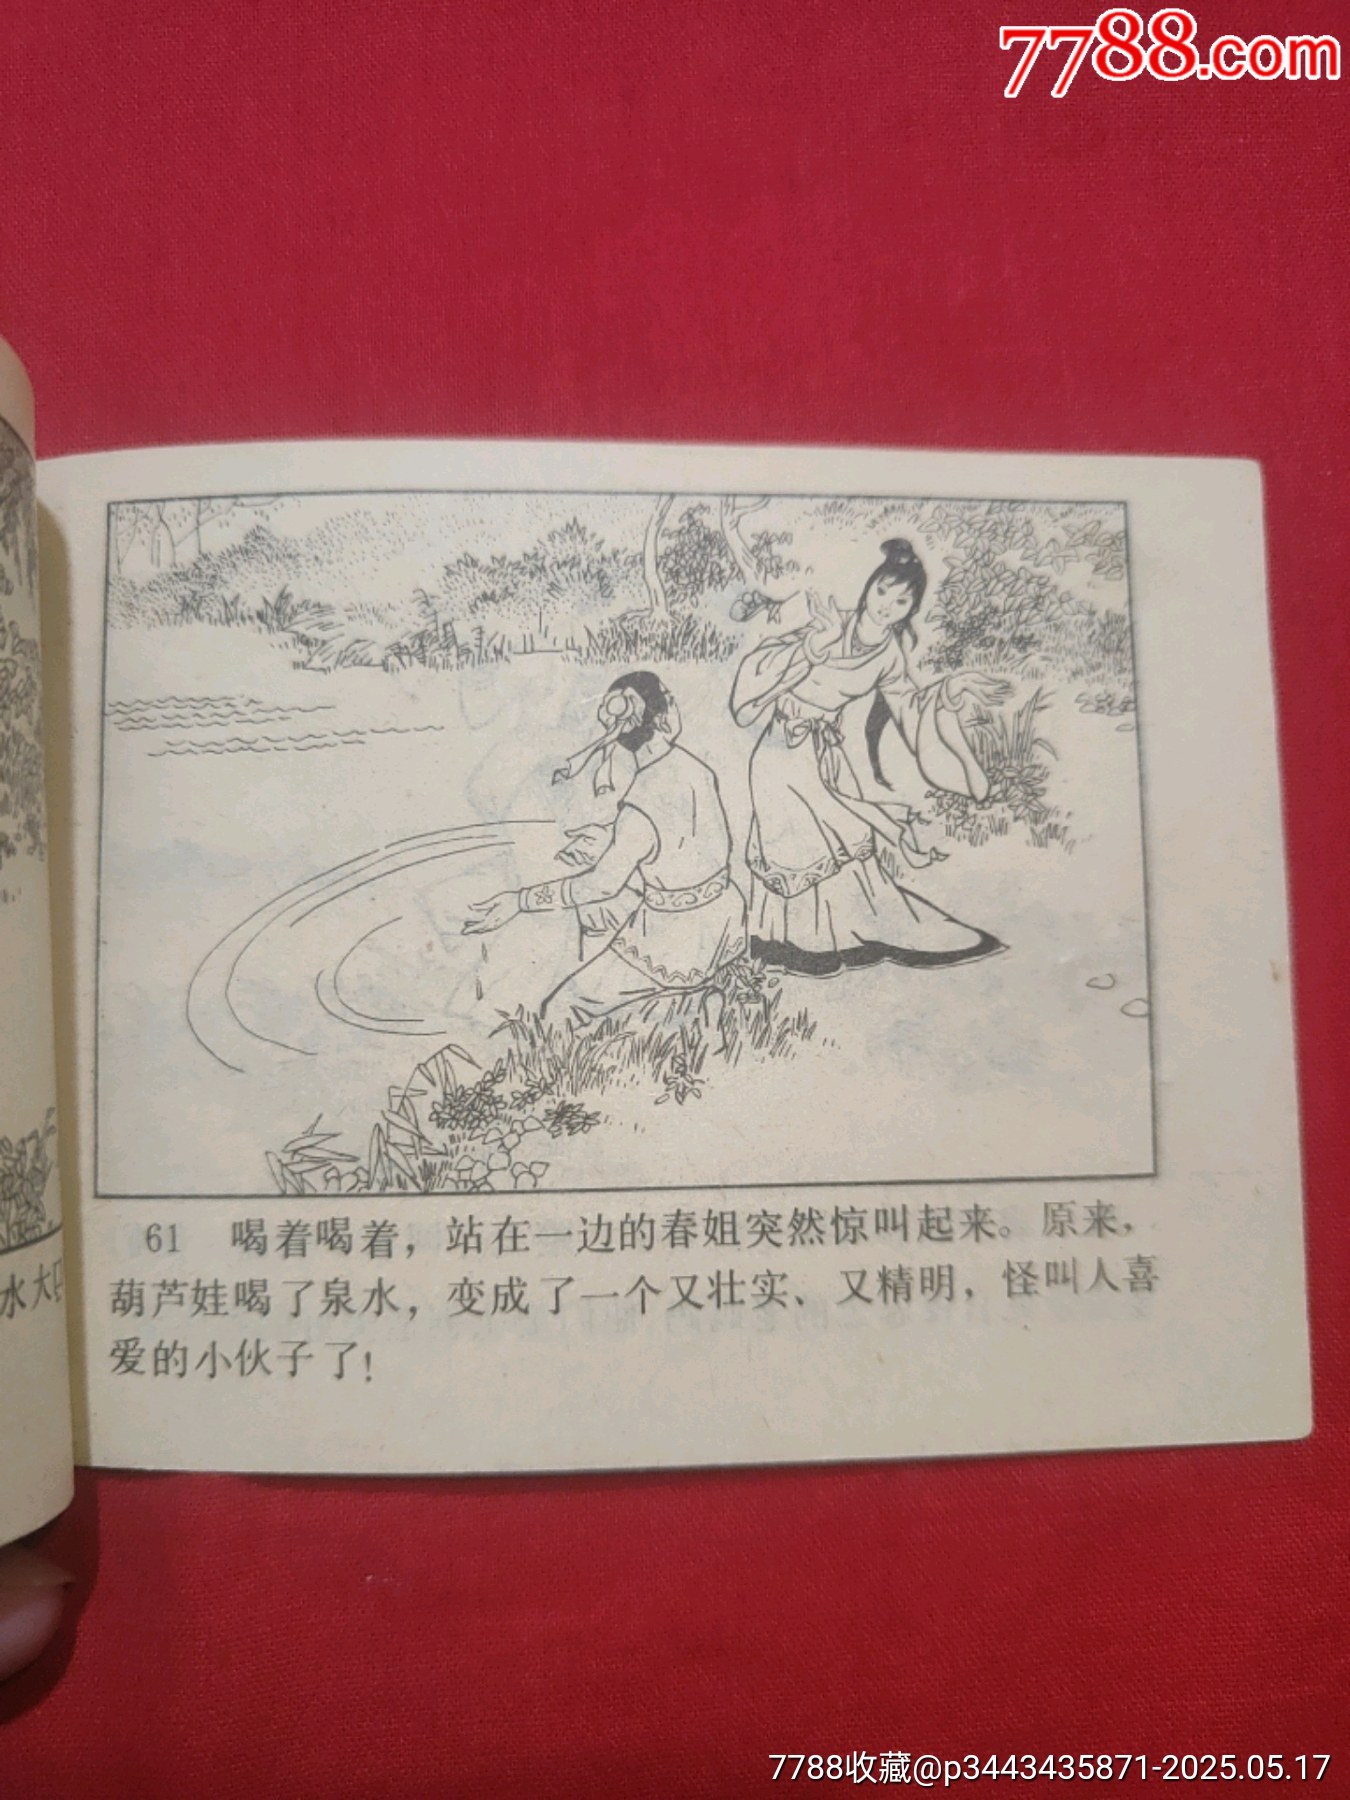 7788.com
61 喝着喝着，站在一边的春姐突然惊叫起来。原来，
葫芦娃喝了泉水，变成了一个又壮实、又精明，怪叫人喜
爱的小伙子了！
水大
7788收藏@p3443435871-2025.05.17